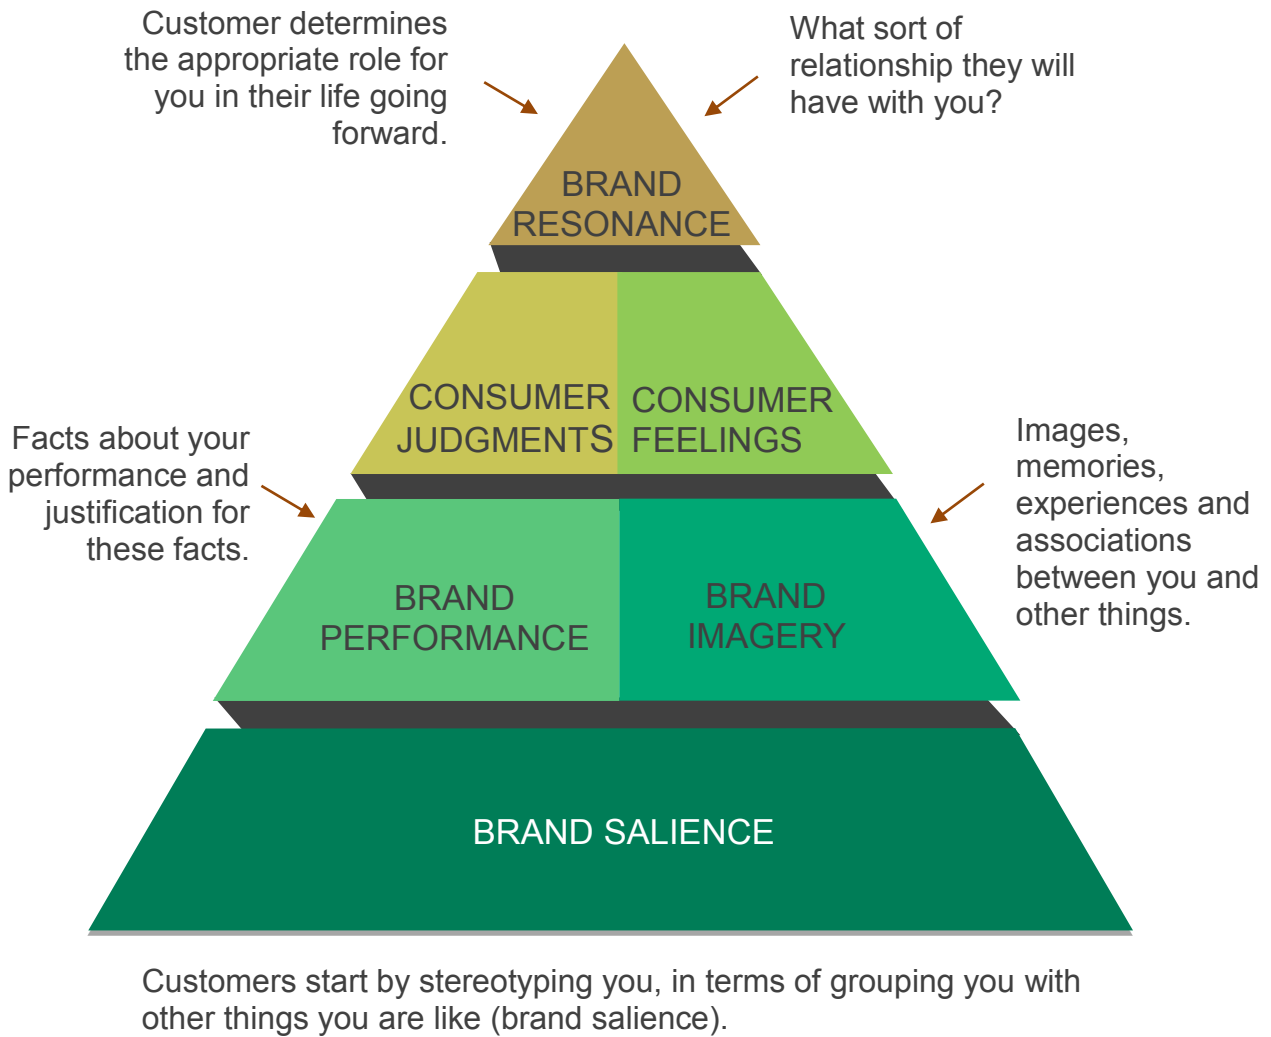 Customer determines
the appropriate role for
you in their life going
forward.
What sort of
relationship they will
have with you?
BRAND
RESONANCE
CONSUMER
JUDGMENTS
CONSUMER
FEELINGS
Facts about your
performance and
justification for
these facts.
Images,
memories,
experiences and
associations
between you and
other things.
BRAND
PERFORMANCE
BRAND
IMAGERY
BRAND SALIENCE
Customers start by stereotyping you, in terms of grouping you with
other things you are like (brand salience).